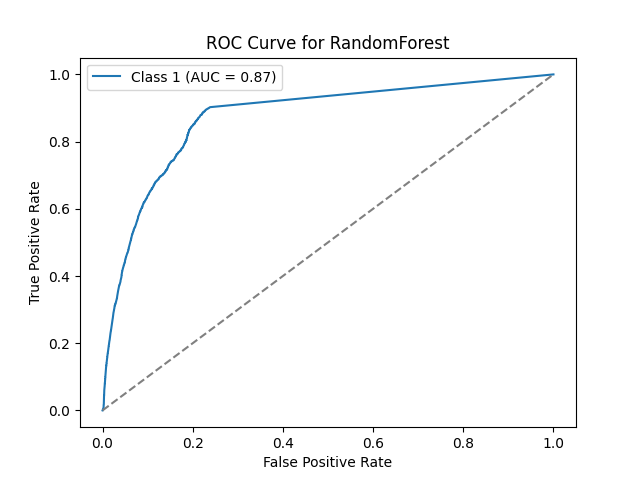 ROC Curve for RandomForest
Class 1 (AUC = 0.87)
True Positive Rate
1.0
0.8
0.6
0.4
0.2
0.0
0.0 0.2 0.4 0.6 0.8 1.0
False Positive Rate